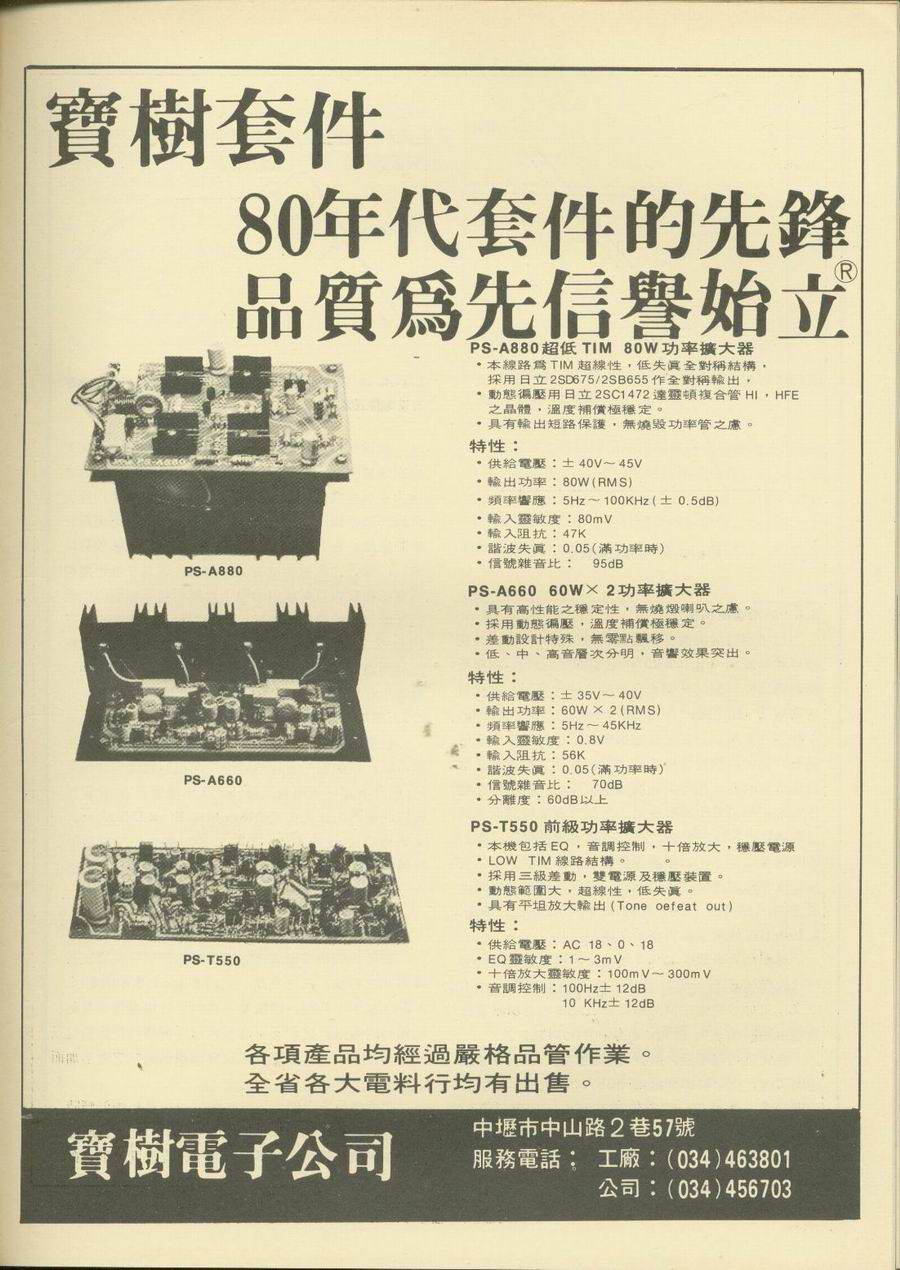 寶樹套件
80年代套件的先鋒
品質爲先信譽始立®
PS-A880超低TIM 80W功率擴大器
・本線路爲TIM超線性，低失眞全對稱結構，
採用日立2SD675/2SB655作全對稱輸出，
・動態偏壓用日立2SC1472達靈頓複合管HI，HFE
之晶體，溫度補償極穩定。
・具有輸出短路保護，無燒毀功率管之慮。
特性：
・供給電壓：±40V～45V
・輸出功率：80W(RMS)
・頻率響應：5Hz～100KHz(±0.5dB)
・輸入靈敏度：80mV
・輸入阻抗：47K
・諧波失眞：0.05(滿功率時)
・信號雜音比： 95dB
PS-A880
PS-A660 60W×2功率擴大器
・具有高性能之穩定性，無燒燬喇叭之慮。
・採用動態偏壓，溫度補償極穩定。
・差動設計特殊，無零點飄移。
・低、中、高音層次分明，音響效果突出。
特性：
・供給電壓：±35V～40V
・輸出功率：60W×2(RMS)
・頻率響應：5Hz～45KHz
・輸入靈敏度：0.8V
・輸入阻抗：56K
・諧波失眞：0.05(滿功率時)
・信號雜音比： 70dB
・分離度：60dB以上
PS-A660
PS-T550前級功率擴大器
・本機包括EQ，音調控制，十倍放大，穩壓電源
・LOW TIM線路結構。
・採用三級差動，雙電源及穩壓裝置。
・動態範圍大，超線性，低失眞。
・具有平坦放大輸出(Tone oefeat out)
特性：
・供給電壓：AC 18、0、18
・EQ靈敏度：1～3mV
・十倍放大靈敏度：100mV～300mV
・音調控制：100Hz±12dB
10 KHz±12dB
PS-T550
各項產品均經過嚴格品管作業。
全省各大電料行均有出售。
寶樹電子公司
中壢市中山路2巷57號
服務電話：工廠：(034)463801
公司：(034)456703